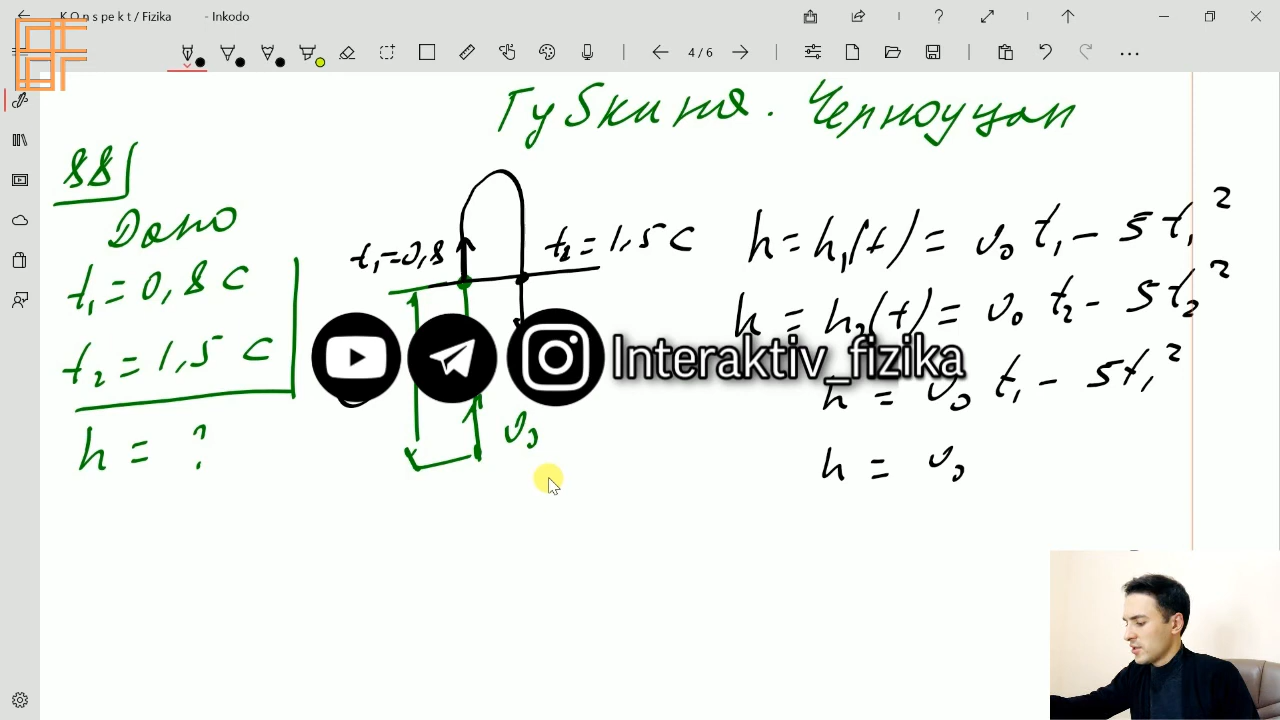 Konspekt / Fizika - Inkodo
4 / 6
Губкина. Черноуцан
88
Дано
t₁ = 0,8 c
t₂ = 1,5 c
h = ?
t₁ = 0,8
t₂ = 1,5 c
υ₀
h = h₁(t) = υ₀ t₁ - 5t₁²
h = h₂(t) = υ₀ t₂ - 5t₂²
Interaktiv_fizika
h = υ₀ t₁ - 5t₁²
h = υ₀